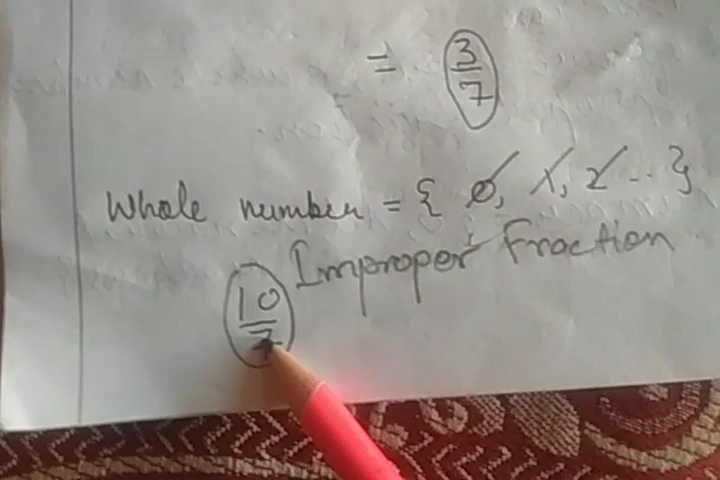 = 3/7
Whole number = { 0, 1, 2 ... }
Improper Fraction
10/7